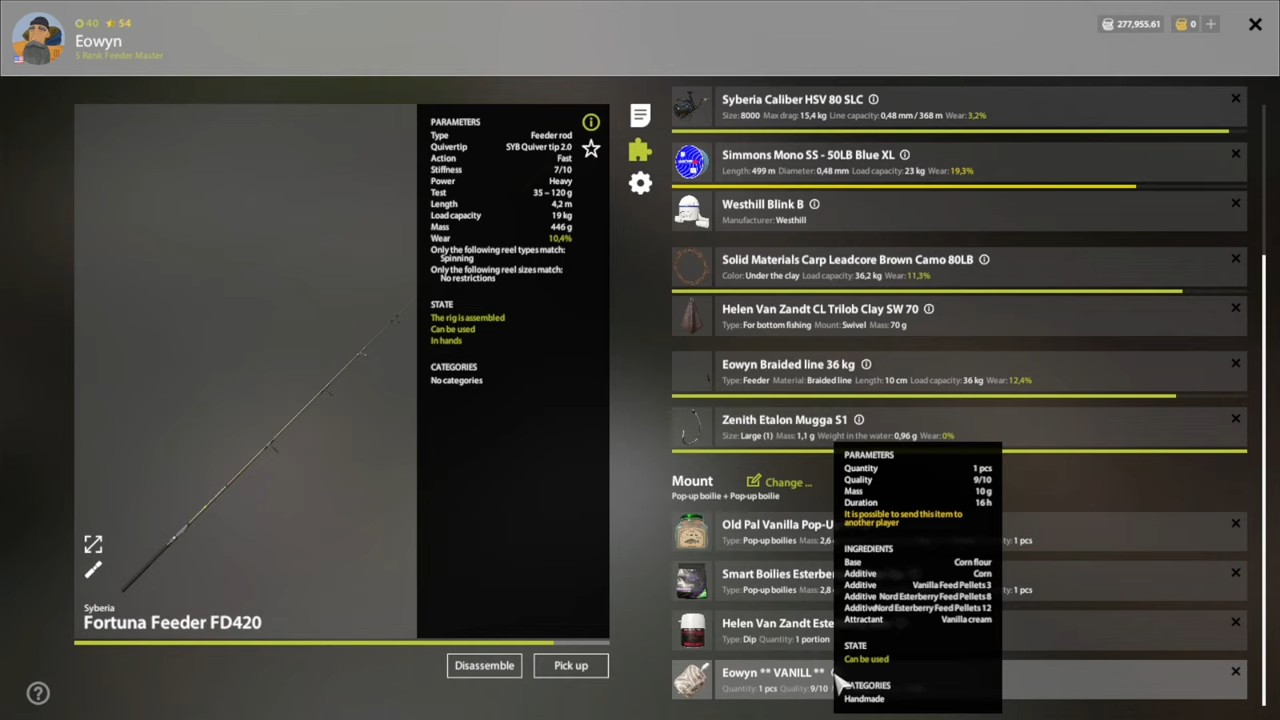 40 54
Eowyn
S Rank Feeder Master
277,955.61
0
PARAMETERS
Type Feeder rod
Quivertip SYB Quiver tip 2.0
Action Fast
Stiffness 7/10
Power Heavy
Test 35 – 120 g
Length 4,2 m
Load capacity 19 kg
Mass 446 g
Wear 10,4%
Only the following reel types match:
Spinning
Only the following reel sizes match:
No restrictions
STATE
The rig is assembled
Can be used
In hands
CATEGORIES
No categories
Syberia
Fortuna Feeder FD420
Disassemble
Pick up
Syberia Caliber HSV 80 SLC
Size: 8000 Max drag: 15,4 kg Line capacity: 0,48 mm / 368 m Wear: 3,2%
Simmons Mono SS - 50LB Blue XL
Length: 499 m Diameter: 0,48 mm Load capacity: 23 kg Wear: 19,3%
Westhill Blink B
Manufacturer: Westhill
Solid Materials Carp Leadcore Brown Camo 80LB
Color: Under the clay Load capacity: 36,2 kg Wear: 11,3%
Helen Van Zandt CL Trilob Clay SW 70
Type: For bottom fishing Mount: Swivel Mass: 70 g
Eowyn Braided line 36 kg
Type: Feeder Material: Braided line Length: 10 cm Load capacity: 36 kg Wear: 12,4%
Zenith Etalon Mugga S1
Size: Large (1) Mass: 1,1 g Weight in the water: 0,96 g Wear: 0%
Mount Change ...
Pop-up boilie + Pop-up boilie
Old Pal Vanilla Pop-U
Type: Pop-up boilies Mass: 2,6 y: 1 pcs
Smart Boilies Esterber
Type: Pop-up boilies Mass: 2,8 y: 1 pcs
Helen Van Zandt Este
Type: Dip Quantity: 1 portion
Eowyn ** VANILL **
Quantity: 1 pcs Quality: 9/10
PARAMETERS
Quantity 1 pcs
Quality 9/10
Mass 10 g
Duration 16 h
It is possible to send this item to
another player
INGREDIENTS
Base Corn flour
Additive Corn
Additive Vanilla Feed Pellets 3
Additive Nord Esterberry Feed Pellets 8
Additive Nord Esterberry Feed Pellets 12
Attractant Vanilla cream
STATE
Can be used
ATEGORIES
Handmade